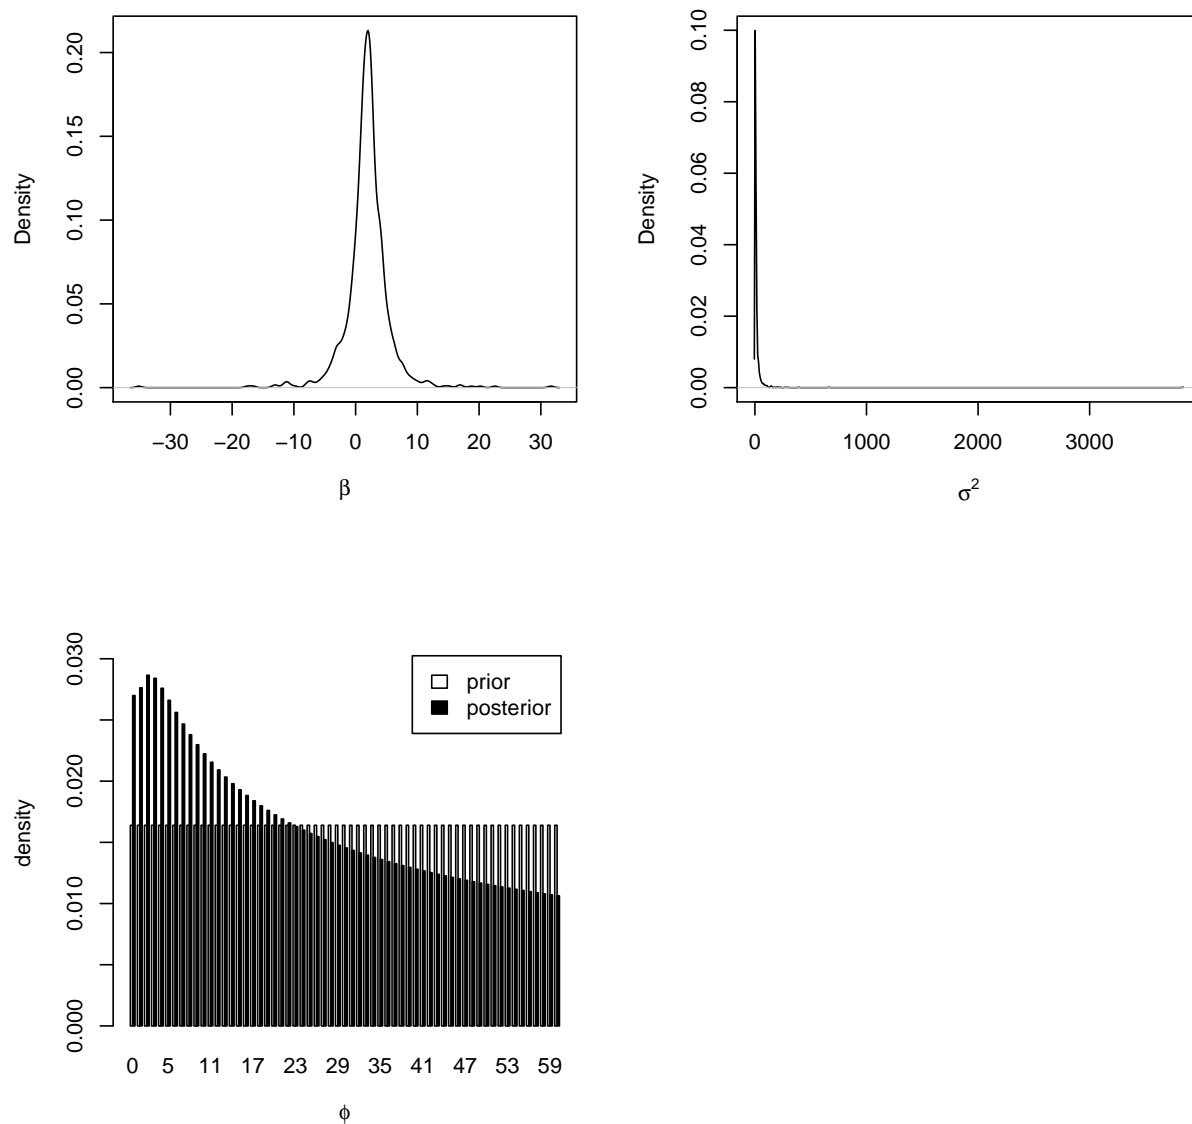 Density
0.00 0.05 0.10 0.15 0.20
−30 −20 −10 0 10 20 30
β
Density
0.00 0.02 0.04 0.06 0.08 0.10
0 1000 2000 3000
σ²
density
0.000 0.010 0.020 0.030
prior
posterior
0 5 11 17 23 29 35 41 47 53 59
ϕ